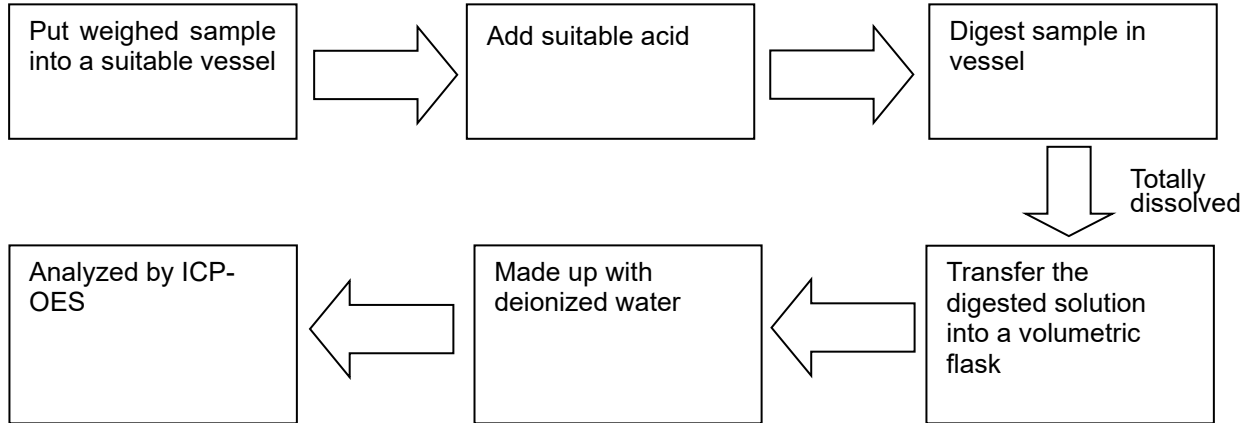 Put weighed sample
into a suitable vessel
Add suitable acid
Digest sample in
vessel
Totally
dissolved
Transfer the
digested solution
into a volumetric
flask
Made up with
deionized water
Analyzed by ICP-
OES